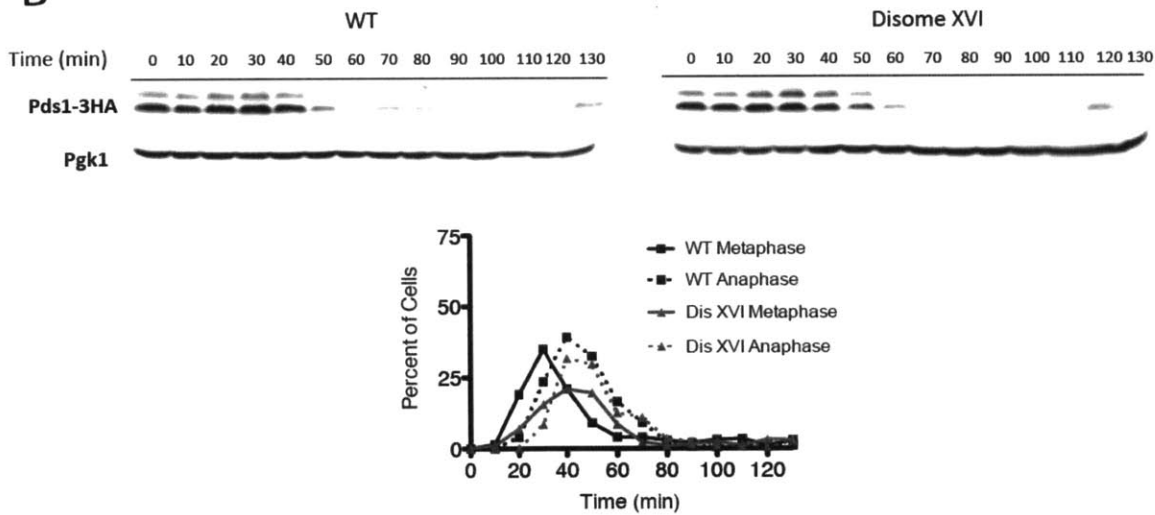 WT Disome XVI
Time (min) 0 10 20 30 40 50 60 70 80 90 100 110 120 130 0 10 20 30 40 50 60 70 80 90 100 110 120 130
Pds1-3HA
Pgk1
75
50
25
0
Percent of Cells
0 20 40 60 80 100 120
Time (min)
WT Metaphase
WT Anaphase
Dis XVI Metaphase
Dis XVI Anaphase